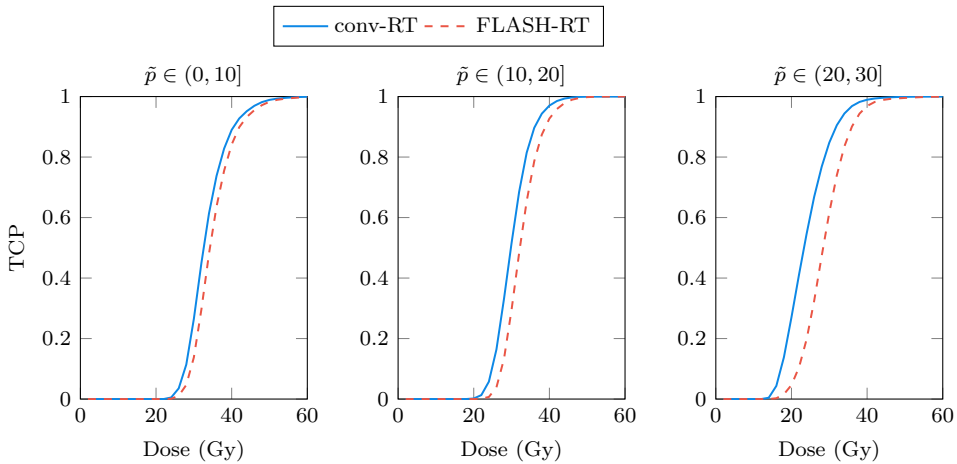 conv-RT FLASH-RT
p̃ ∈ (0, 10] p̃ ∈ (10, 20] p̃ ∈ (20, 30]
1 1 1
0.8 0.8 0.8
0.6 0.6 0.6
TCP
0.4 0.4 0.4
0.2 0.2 0.2
0 0 0
0 20 40 60 0 20 40 60 0 20 40 60
Dose (Gy) Dose (Gy) Dose (Gy)